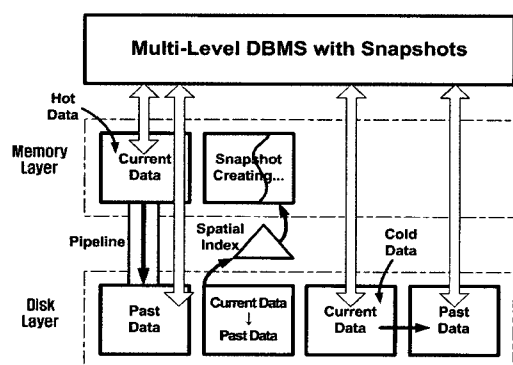 Multi-Level DBMS with Snapshots
Hot
Data
Memory
Layer
Current
Data
Snapshot
Creating...
Pipeline
Spatial
Index
Cold
Data
Disk
Layer
Past
Data
Current Data
↓
Past Data
Current
Data
Past
Data